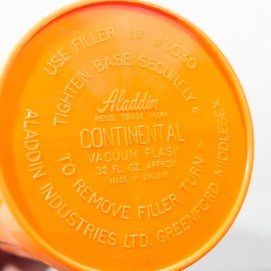 USE FILLER No
TIGHTEN BASE SECURELY
Aladdin
REGD TRADE MARK
CONTINENTAL
VACUUM FLASK
32 FL. OZ. APPROX.
MADE IN ENGLAND
TO REMOVE FILLER TURN
ALADDIN INDUSTRIES LTD. GREENFORD MIDDLESEX